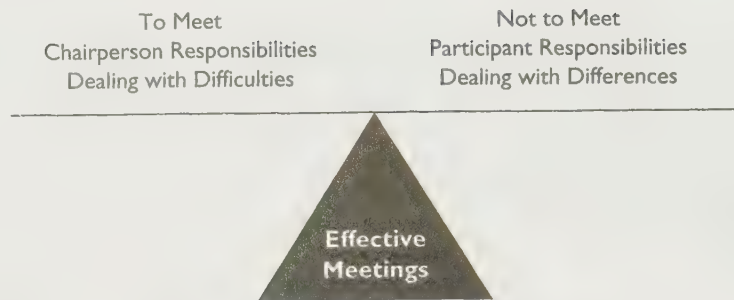 To Meet
Chairperson Responsibilities
Dealing with Difficulties
Not to Meet
Participant Responsibilities
Dealing with Differences
Effective
Meetings